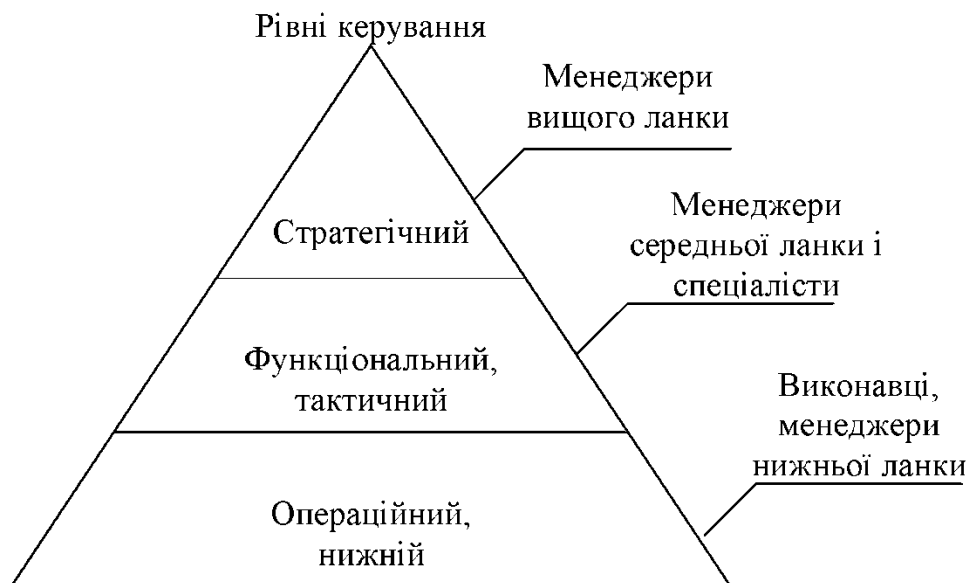 Рівні керування
Менеджери
вищого ланки
Стратегічний
Менеджери
середньої ланки і
спеціалісти
Функціональний,
тактичний
Виконавці,
менеджери
нижньої ланки
Операційний,
нижній